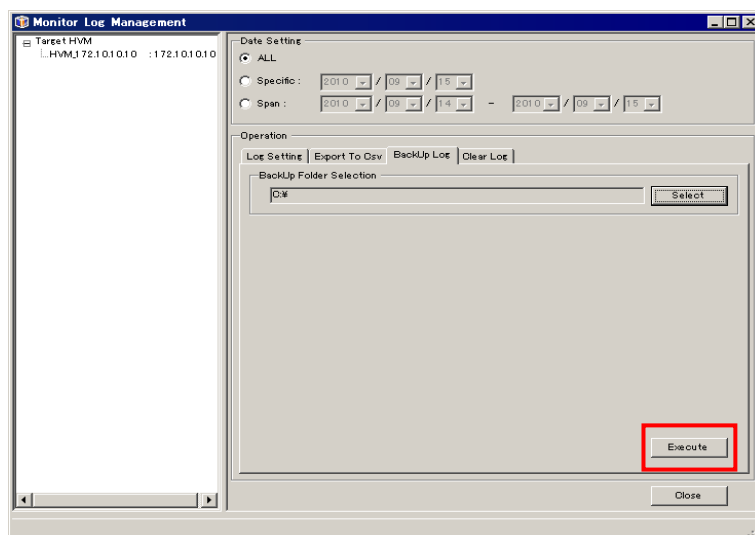 Monitor Log Management
Target HVM
HVM_172.10.10.10 : 172.10.10.10
Date Setting
ALL
Specific : 2010 / 09 / 15
Span : 2010 / 09 / 14 - 2010 / 09 / 15
Operation
Log Setting Export To Csv BackUp Log Clear Log
BackUp Folder Selection
C:¥ Select
Execute
Close